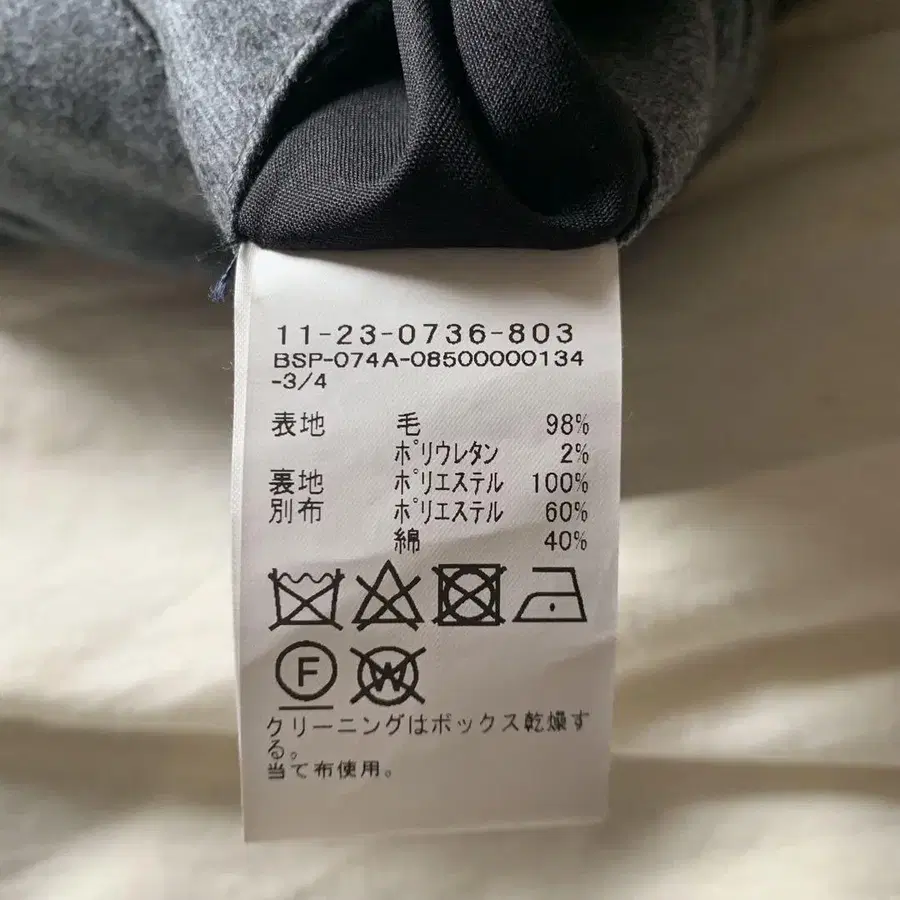 11-23-0736-803
BSP-074A-08500000134
-3/4
表地 毛 98%
ポリウレタン 2%
裏地 ポリエステル 100%
別布 ポリエステル 60%
綿 40%
F W
クリーニングはボックス乾燥す
る。
当て布使用。